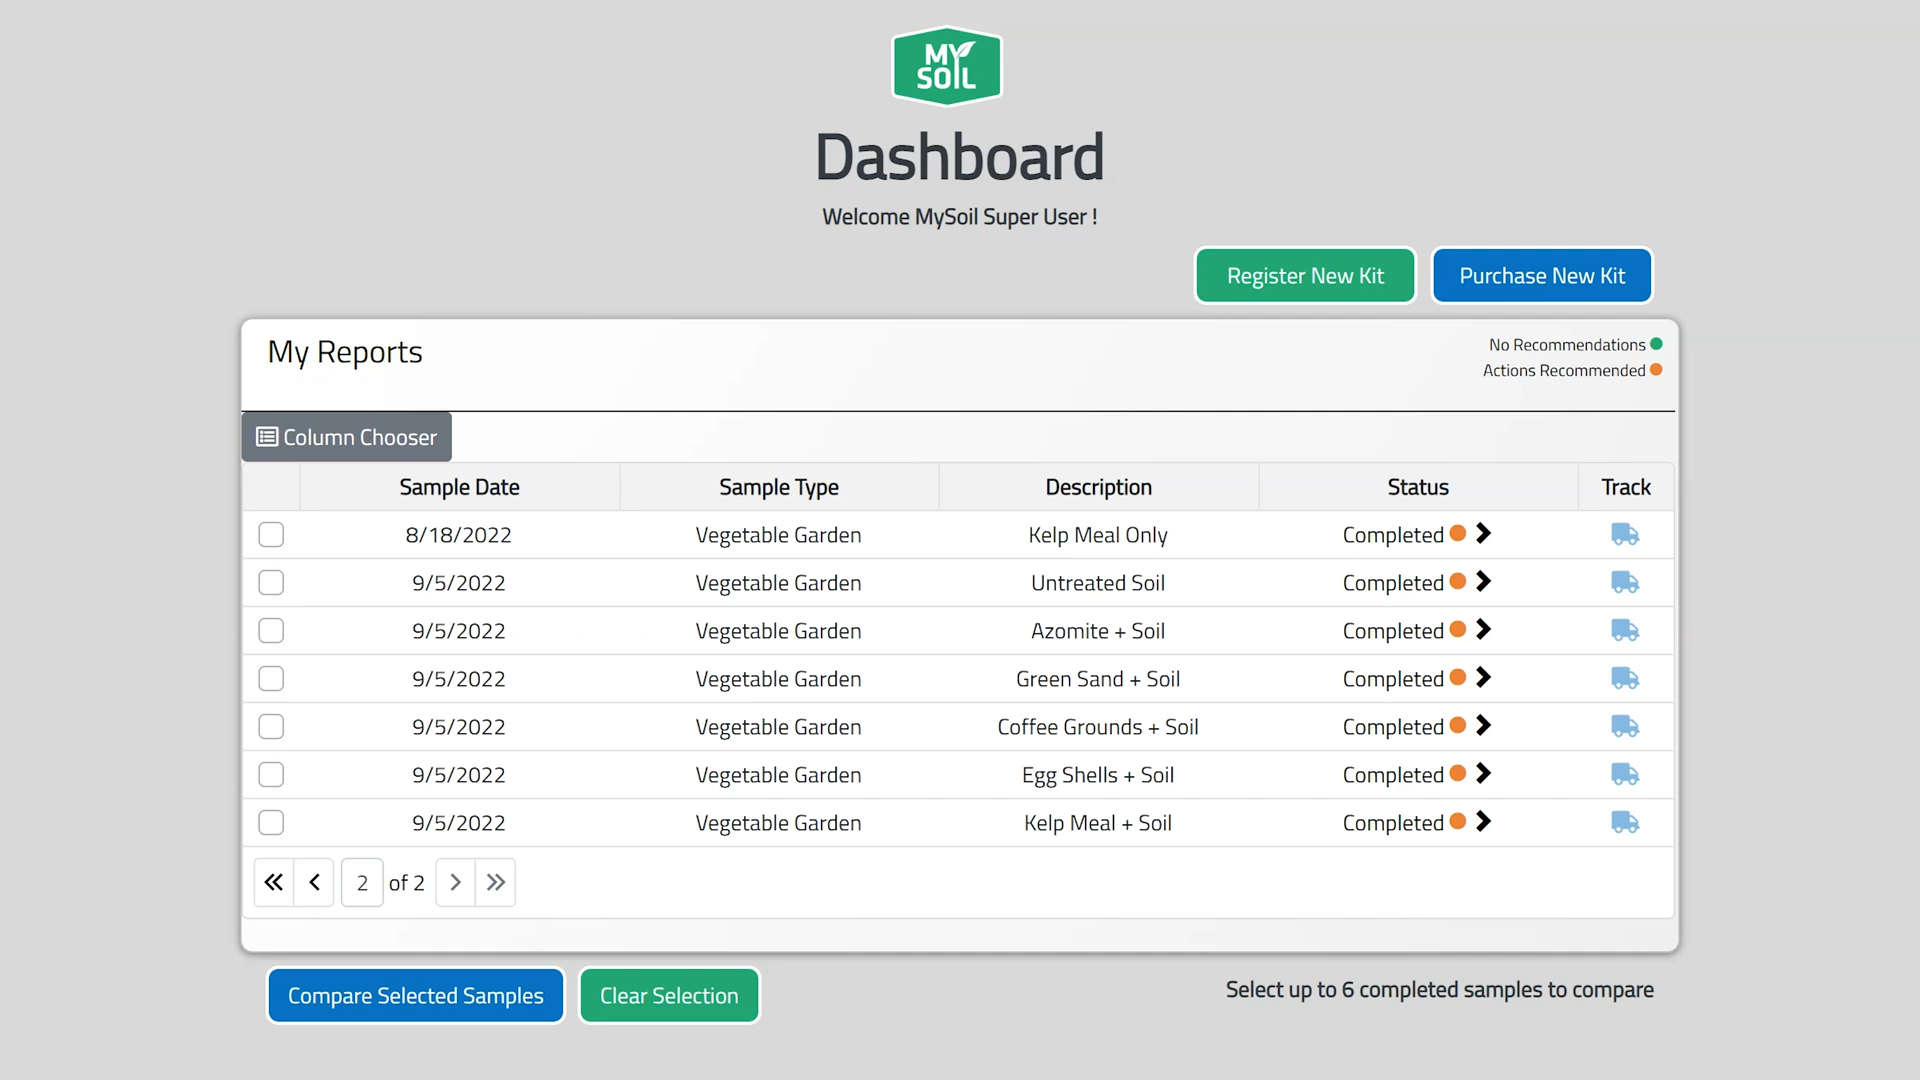 MY
SOIL
Dashboard
Welcome MySoil Super User !
Register New Kit Purchase New Kit
My Reports
No Recommendations
Actions Recommended
Column Chooser
Sample Date Sample Type Description Status Track
8/18/2022 Vegetable Garden Kelp Meal Only Completed
9/5/2022 Vegetable Garden Untreated Soil Completed
9/5/2022 Vegetable Garden Azomite + Soil Completed
9/5/2022 Vegetable Garden Green Sand + Soil Completed
9/5/2022 Vegetable Garden Coffee Grounds + Soil Completed
9/5/2022 Vegetable Garden Egg Shells + Soil Completed
9/5/2022 Vegetable Garden Kelp Meal + Soil Completed
2 of 2
Compare Selected Samples Clear Selection Select up to 6 completed samples to compare